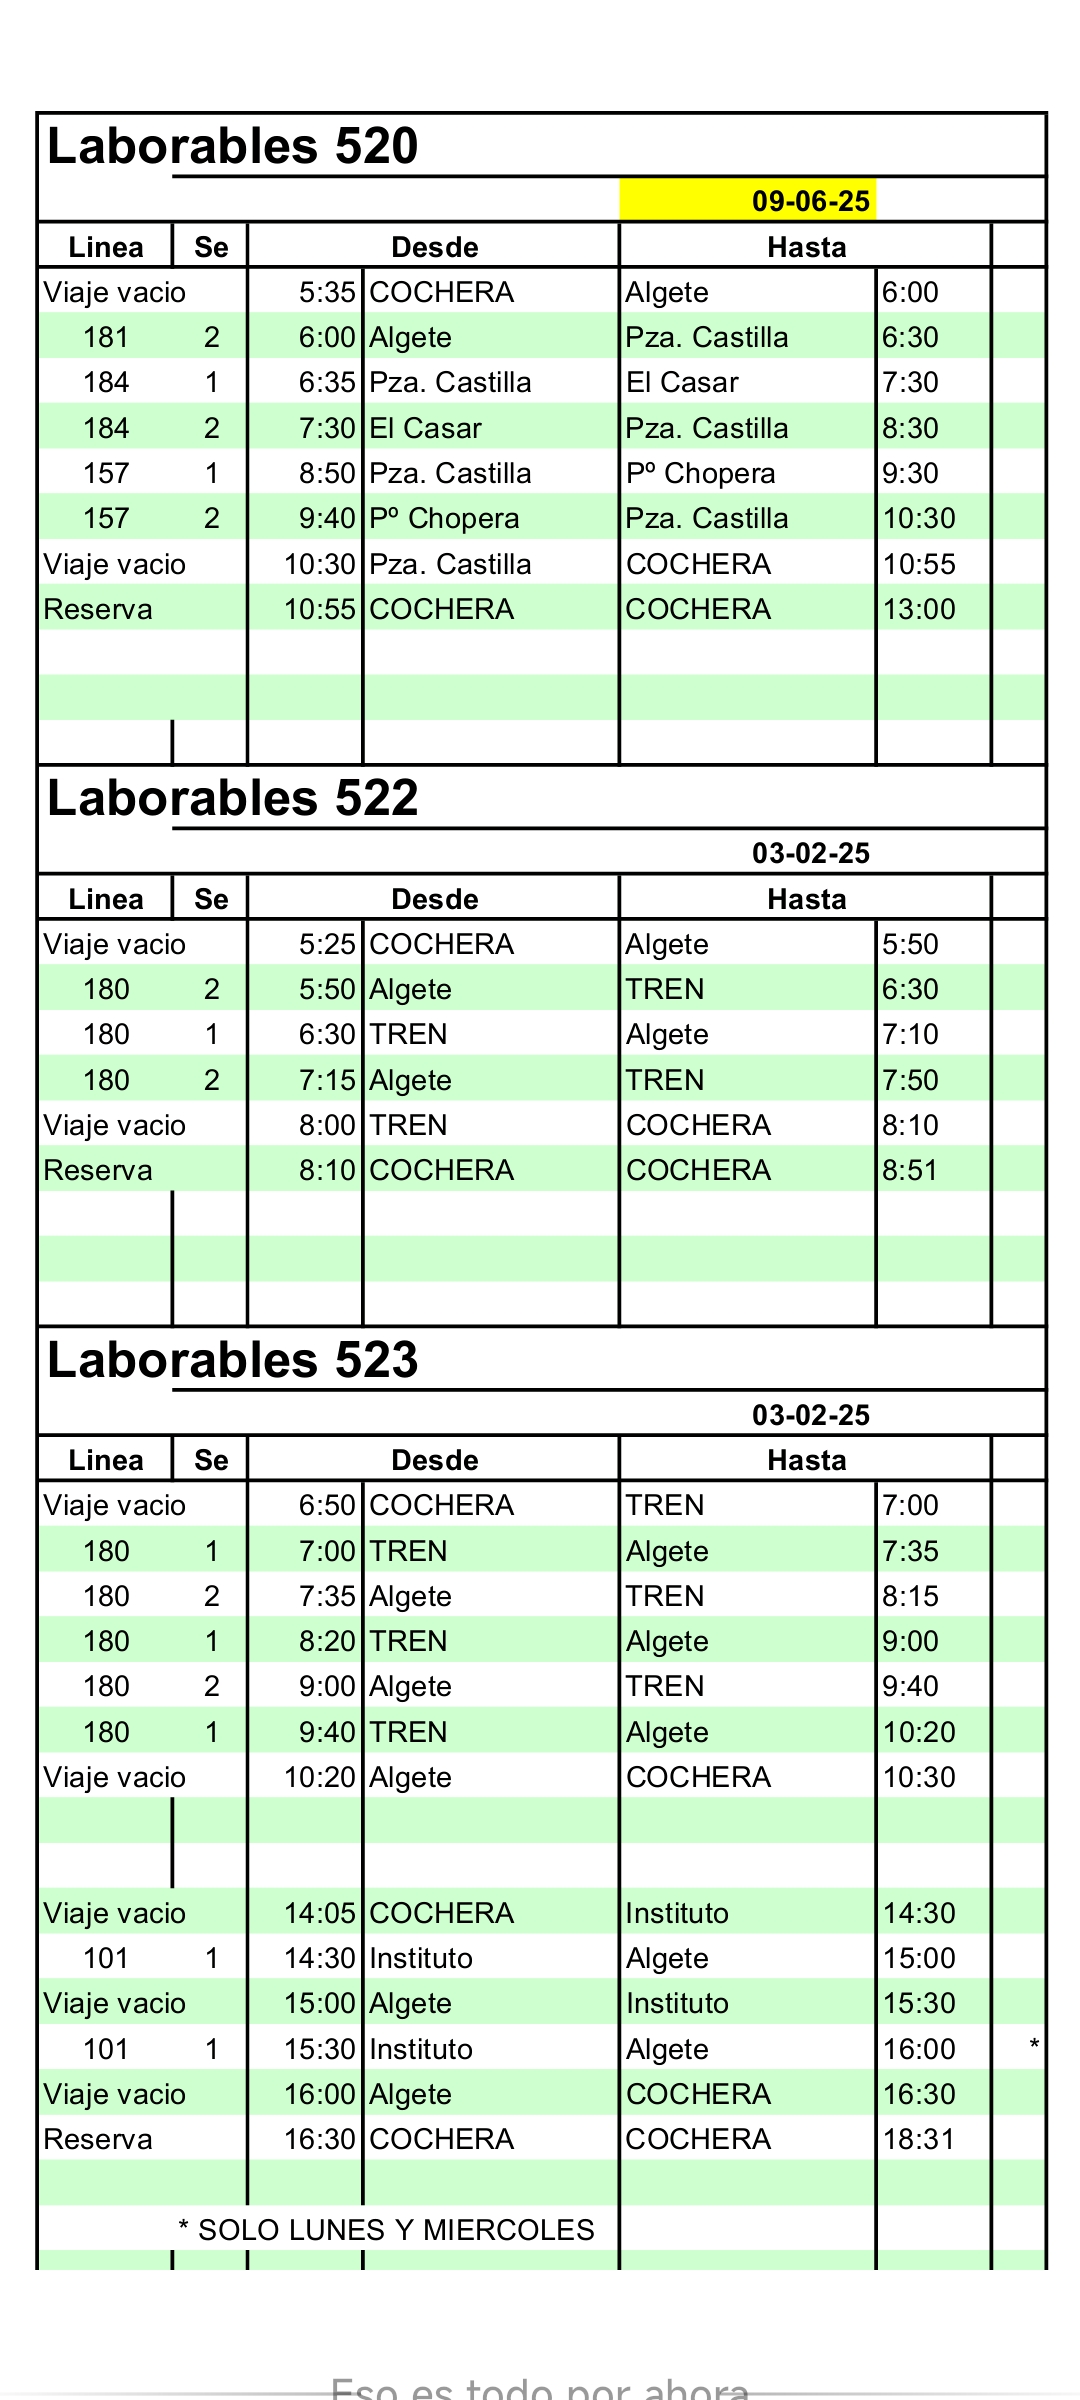 Laborables 520
09-06-25
Linea Se Desde Hasta
Viaje vacio 5:35 COCHERA Algete 6:00
181 2 6:00 Algete Pza. Castilla 6:30
184 1 6:35 Pza. Castilla El Casar 7:30
184 2 7:30 El Casar Pza. Castilla 8:30
157 1 8:50 Pza. Castilla Pº Chopera 9:30
157 2 9:40 Pº Chopera Pza. Castilla 10:30
Viaje vacio 10:30 Pza. Castilla COCHERA 10:55
Reserva 10:55 COCHERA COCHERA 13:00
Laborables 522
03-02-25
Linea Se Desde Hasta
Viaje vacio 5:25 COCHERA Algete 5:50
180 2 5:50 Algete TREN 6:30
180 1 6:30 TREN Algete 7:10
180 2 7:15 Algete TREN 7:50
Viaje vacio 8:00 TREN COCHERA 8:10
Reserva 8:10 COCHERA COCHERA 8:51
Laborables 523
03-02-25
Linea Se Desde Hasta
Viaje vacio 6:50 COCHERA TREN 7:00
180 1 7:00 TREN Algete 7:35
180 2 7:35 Algete TREN 8:15
180 1 8:20 TREN Algete 9:00
180 2 9:00 Algete TREN 9:40
180 1 9:40 TREN Algete 10:20
Viaje vacio 10:20 Algete COCHERA 10:30
Viaje vacio 14:05 COCHERA Instituto 14:30
101 1 14:30 Instituto Algete 15:00
Viaje vacio 15:00 Algete Instituto 15:30
101 1 15:30 Instituto Algete 16:00 *
Viaje vacio 16:00 Algete COCHERA 16:30
Reserva 16:30 COCHERA COCHERA 18:31
* SOLO LUNES Y MIERCOLES
Eso es todo por ahora